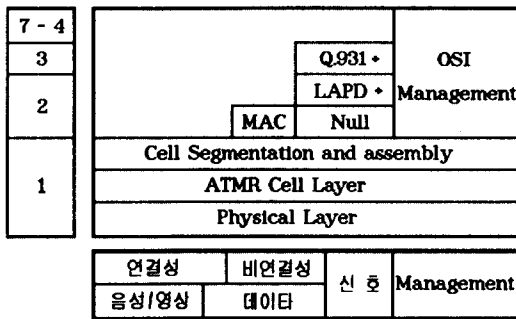 7 - 4
3
Q.931 +
OSI
Management
2
LAPD +
MAC
Null
1
Cell Segmentation and assembly
ATMR Cell Layer
Physical Layer
연결성
비연결성
신 호
Management
음성/영상
데이타